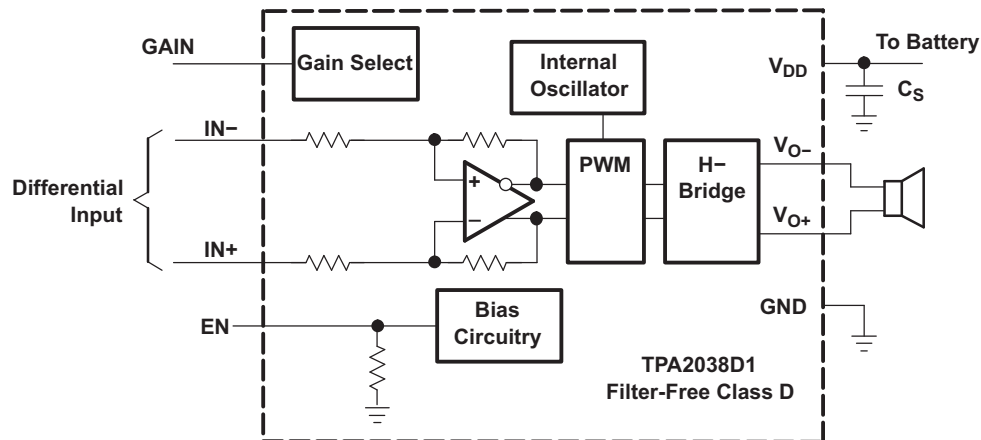 GAIN
Gain Select
Internal
Oscillator
To Battery
VDD
CS
IN−
Differential
Input
+
−
PWM
H−
Bridge
VO−
VO+
IN+
EN
Bias
Circuitry
GND
TPA2038D1
Filter-Free Class D